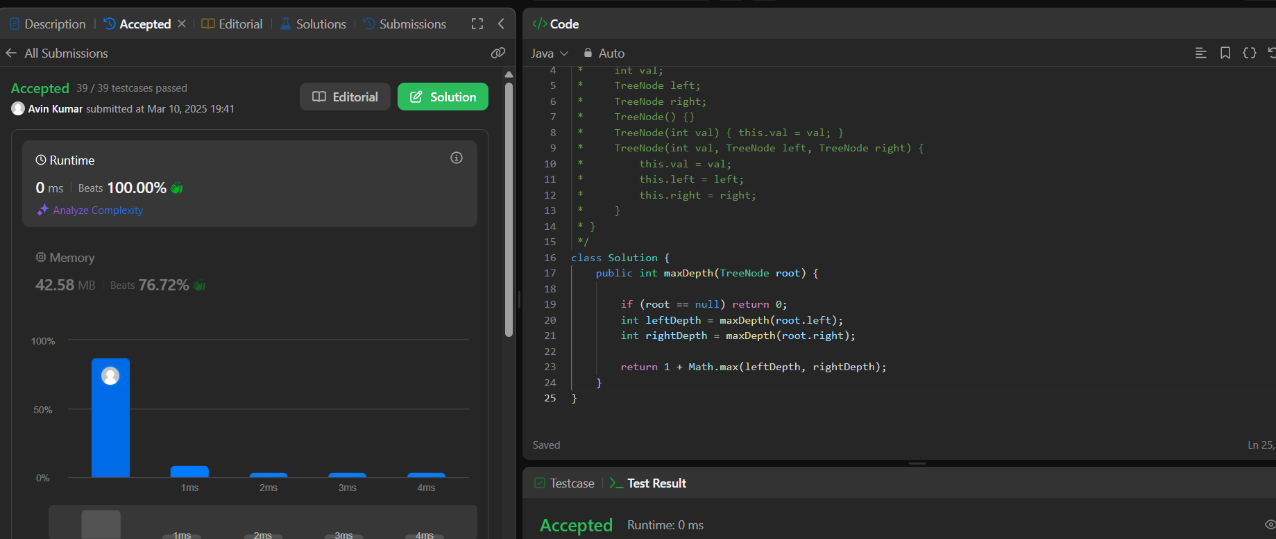 Description
Accepted
Editorial
Solutions
Submissions
All Submissions
Accepted 39 / 39 testcases passed
Avin Kumar submitted at Mar 10, 2025 19:41
Editorial
Solution
Runtime
0 ms | Beats 100.00%
Analyze Complexity
Memory
42.58 MB | Beats 76.72%
100%
50%
0%
1ms 2ms 3ms 4ms
1ms 2ms 3ms 4ms
</> Code
Java
Auto
4 * int val;
5 * TreeNode left;
6 * TreeNode right;
7 * TreeNode() {}
8 * TreeNode(int val) { this.val = val; }
9 * TreeNode(int val, TreeNode left, TreeNode right) {
10 * this.val = val;
11 * this.left = left;
12 * this.right = right;
13 * }
14 * }
15 */
16 class Solution {
17 public int maxDepth(TreeNode root) {
18
19 if (root == null) return 0;
20 int leftDepth = maxDepth(root.left);
21 int rightDepth = maxDepth(root.right);
22
23 return 1 + Math.max(leftDepth, rightDepth);
24 }
25 }
Saved
Ln 25,
Testcase
>_ Test Result
Accepted Runtime: 0 ms